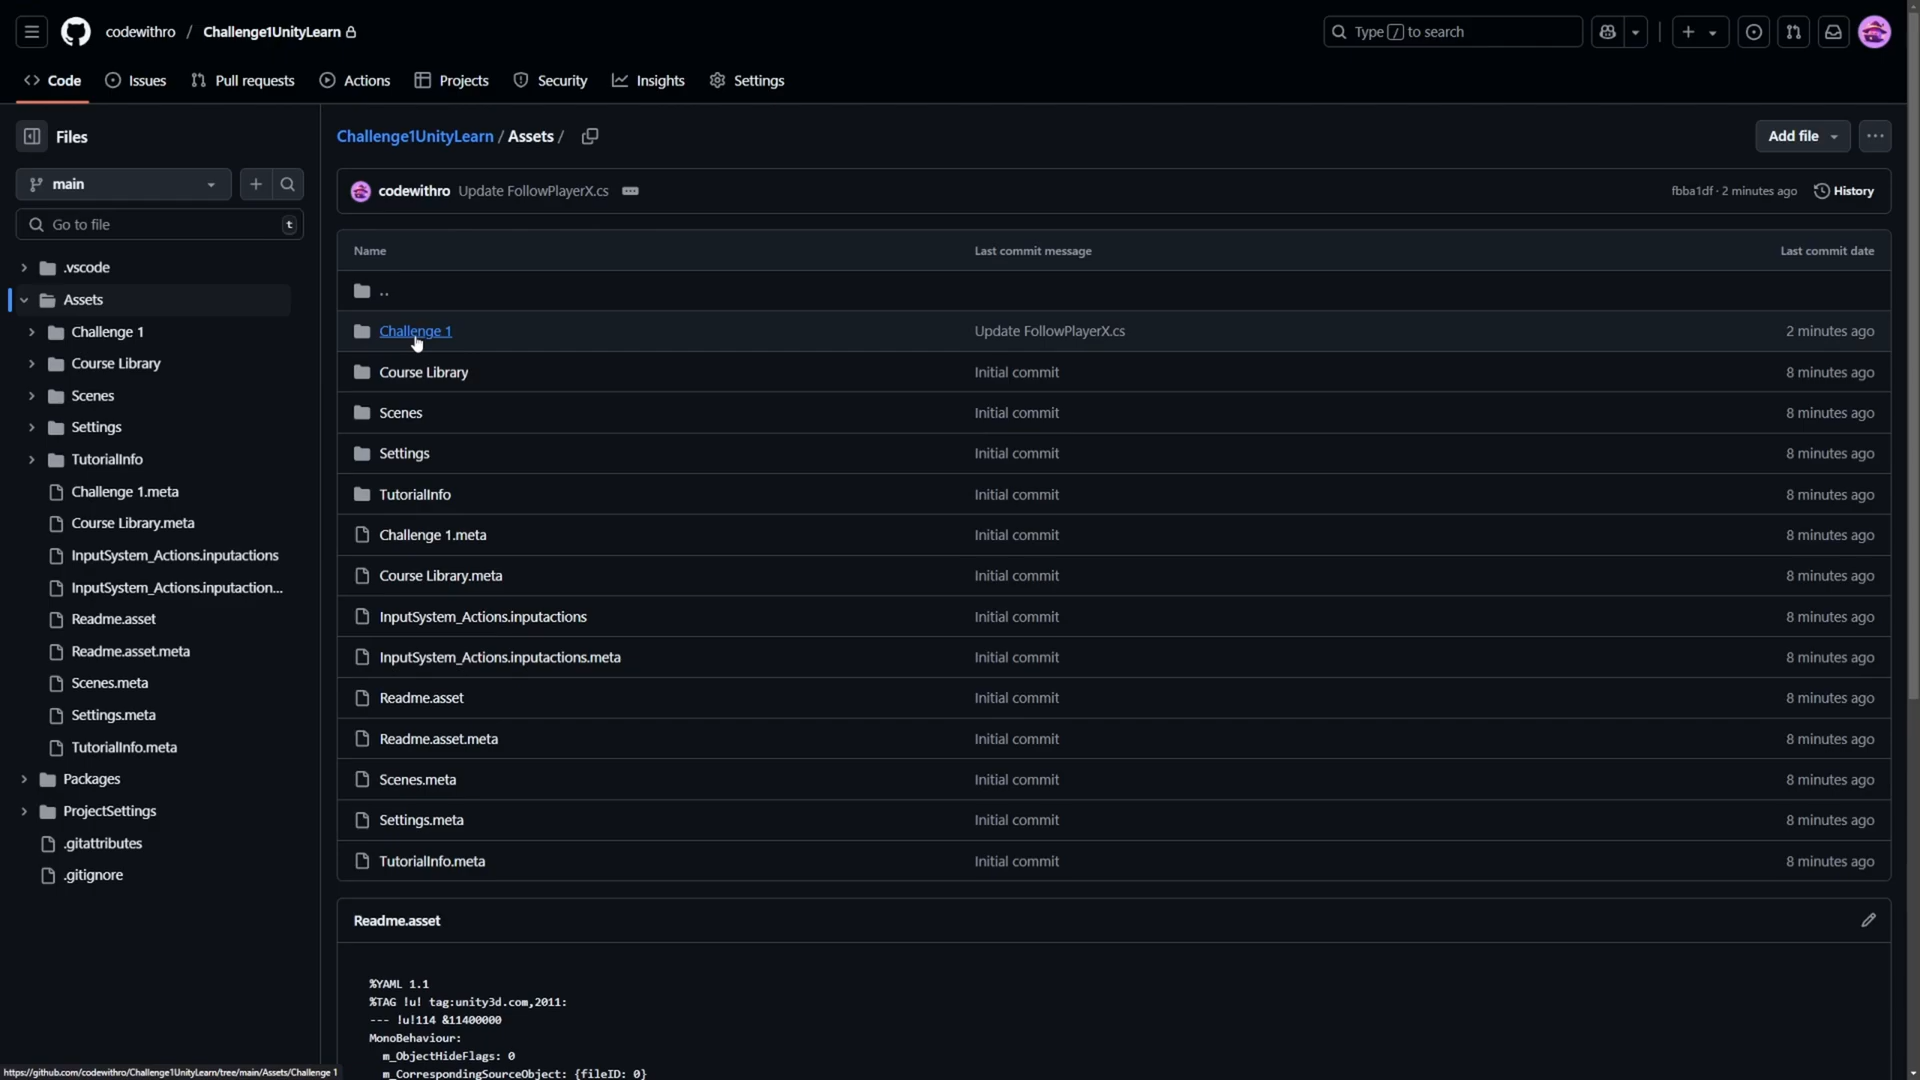 codewithro / Challenge1UnityLearn
Type / to search
Code Issues Pull requests Actions Projects Security Insights Settings
Files
main
Go to file t
.vscode
Assets
Challenge 1
Course Library
Scenes
Settings
TutorialInfo
Challenge 1.meta
Course Library.meta
InputSystem_Actions.inputactions
InputSystem_Actions.inputaction...
Readme.asset
Readme.asset.meta
Scenes.meta
Settings.meta
TutorialInfo.meta
Packages
ProjectSettings
.gitattributes
.gitignore
Challenge1UnityLearn / Assets /
Add file
codewithro Update FollowPlayerX.cs
fbba1df · 2 minutes ago History
Name Last commit message Last commit date
..
Challenge 1 Update FollowPlayerX.cs 2 minutes ago
Course Library Initial commit 8 minutes ago
Scenes Initial commit 8 minutes ago
Settings Initial commit 8 minutes ago
TutorialInfo Initial commit 8 minutes ago
Challenge 1.meta Initial commit 8 minutes ago
Course Library.meta Initial commit 8 minutes ago
InputSystem_Actions.inputactions Initial commit 8 minutes ago
InputSystem_Actions.inputactions.meta Initial commit 8 minutes ago
Readme.asset Initial commit 8 minutes ago
Readme.asset.meta Initial commit 8 minutes ago
Scenes.meta Initial commit 8 minutes ago
Settings.meta Initial commit 8 minutes ago
TutorialInfo.meta Initial commit 8 minutes ago
Readme.asset
%YAML 1.1
%TAG !u! tag:unity3d.com,2011:
--- !u!114 &11400000
MonoBehaviour:
m_ObjectHideFlags: 0
m_CorrespondingSourceObject: {fileID: 0}
https://github.com/codewithro/Challenge1UnityLearn/tree/main/Assets/Challenge 1